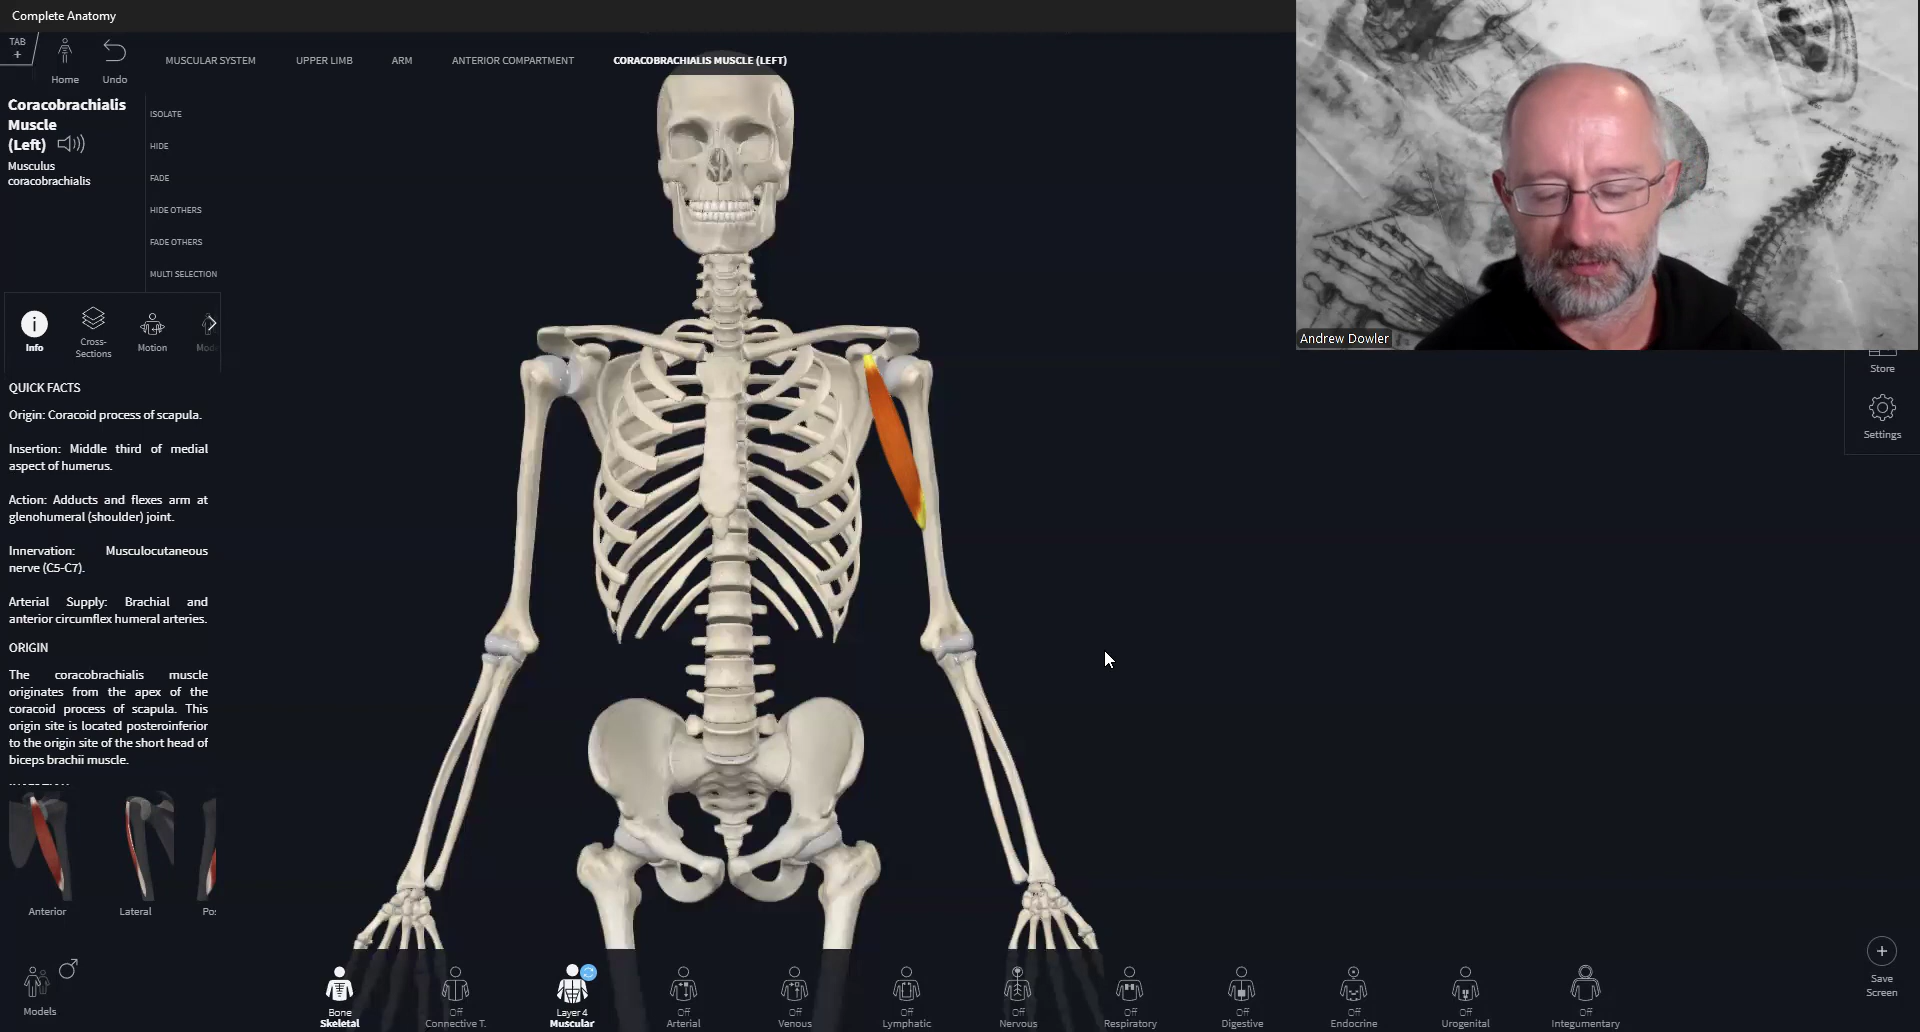 Complete Anatomy
TAB
+
Home
Undo
MUSCULAR SYSTEM
UPPER LIMB
ARM
ANTERIOR COMPARTMENT
CORACOBRACHIALIS MUSCLE (LEFT)
Coracobrachialis
Muscle
(Left)
Musculus
coracobrachialis
ISOLATE
HIDE
FADE
HIDE OTHERS
FADE OTHERS
MULTI SELECTION
i
Info
Cross-
Sections
Motion
QUICK FACTS
Origin: Coracoid process of scapula.
Insertion: Middle third of medial
aspect of humerus.
Action: Adducts and flexes arm at
glenohumeral (shoulder) joint.
Innervation: Musculocutaneous
nerve (C5-C7).
Arterial Supply: Brachial and
anterior circumflex humeral arteries.
ORIGIN
The coracobrachialis muscle
originates from the apex of the
coracoid process of scapula. This
origin site is located posteroinferior
to the origin site of the short head of
biceps brachii muscle.
Anterior
Lateral
Pos
Models
Andrew Dowler
Store
Settings
Bone
Skeletal
Off
Connective T.
Layer 4
Muscular
Off
Arterial
Off
Venous
Off
Lymphatic
Off
Nervous
Off
Respiratory
Off
Digestive
Off
Endocrine
Off
Urogenital
Off
Integumentary
+
Save
Screen